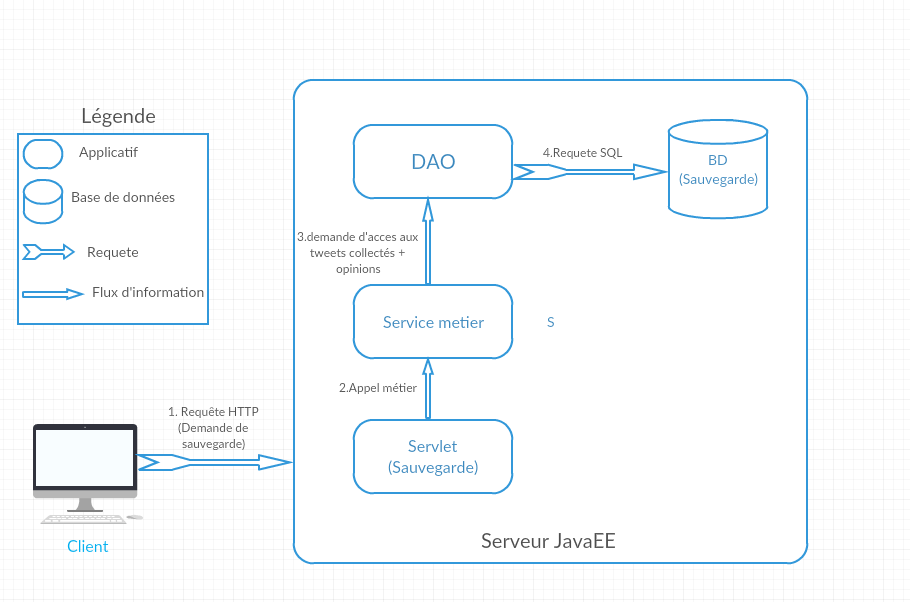 Légende
Applicatif
Base de données
Requete
Flux d'information
DAO
4.Requete SQL
BD
(Sauvegarde)
3.demande d'acces aux
tweets collectés +
opinions
Service metier
S
2.Appel métier
1. Requête HTTP
(Demande de
sauvegarde)
Servlet
(Sauvegarde)
Serveur JavaEE
Client